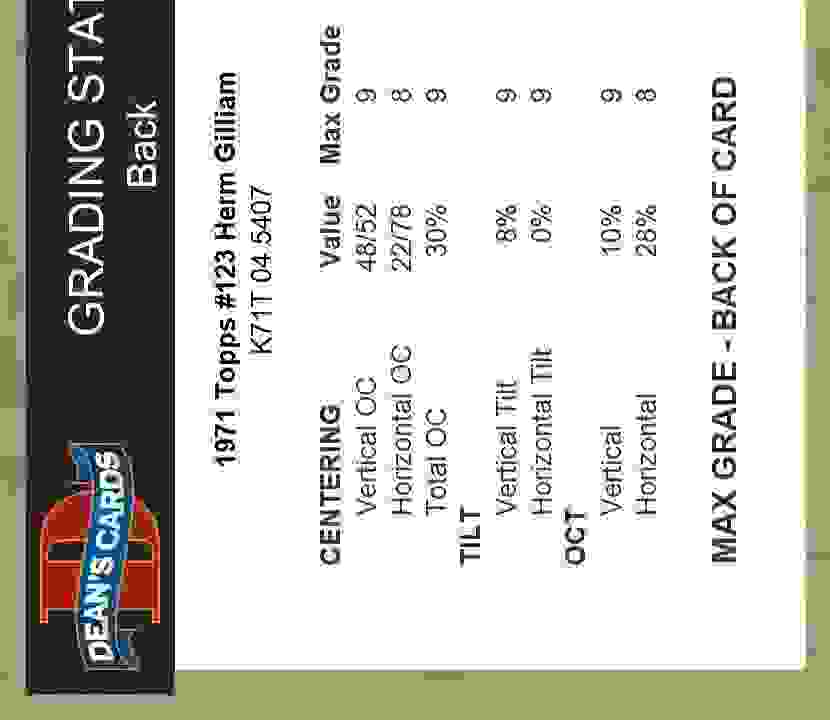 DEAN'S CARDS
GRADING STAT
Back
1971 Topps #123 Herm Gilliam
K71T 04 5407
CENTERING Value Max Grade
Vertical OC 48/52 9
Horizontal OC 22/78 8
Total OC 30% 9
TILT
Vertical Tilt 8% 9
Horizontal Tilt 0% 9
OCT
Vertical 10% 9
Horizontal 28% 8
MAX GRADE - BACK OF CARD